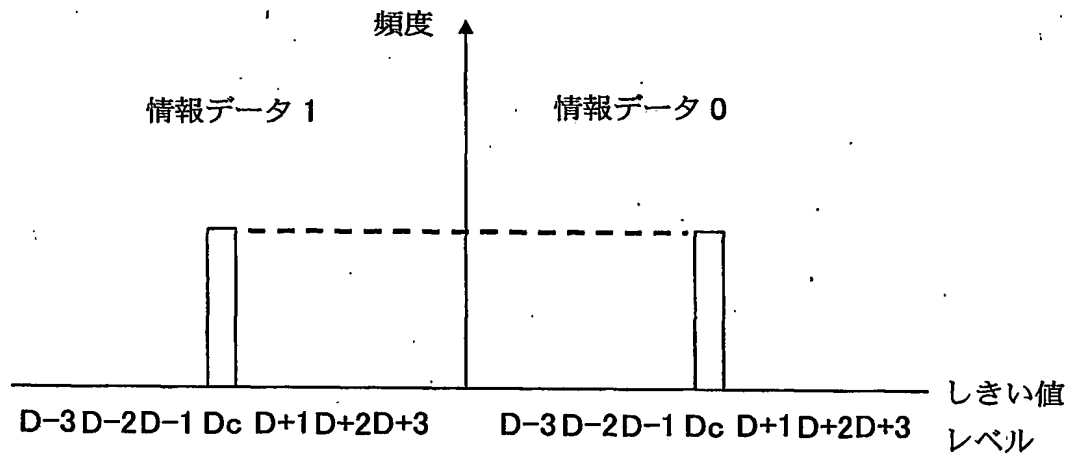 頻度
情報データ 1
情報データ 0
D-3 D-2 D-1 Dc D+1 D+2 D+3
D-3 D-2 D-1 Dc D+1 D+2 D+3
しきい値
レベル